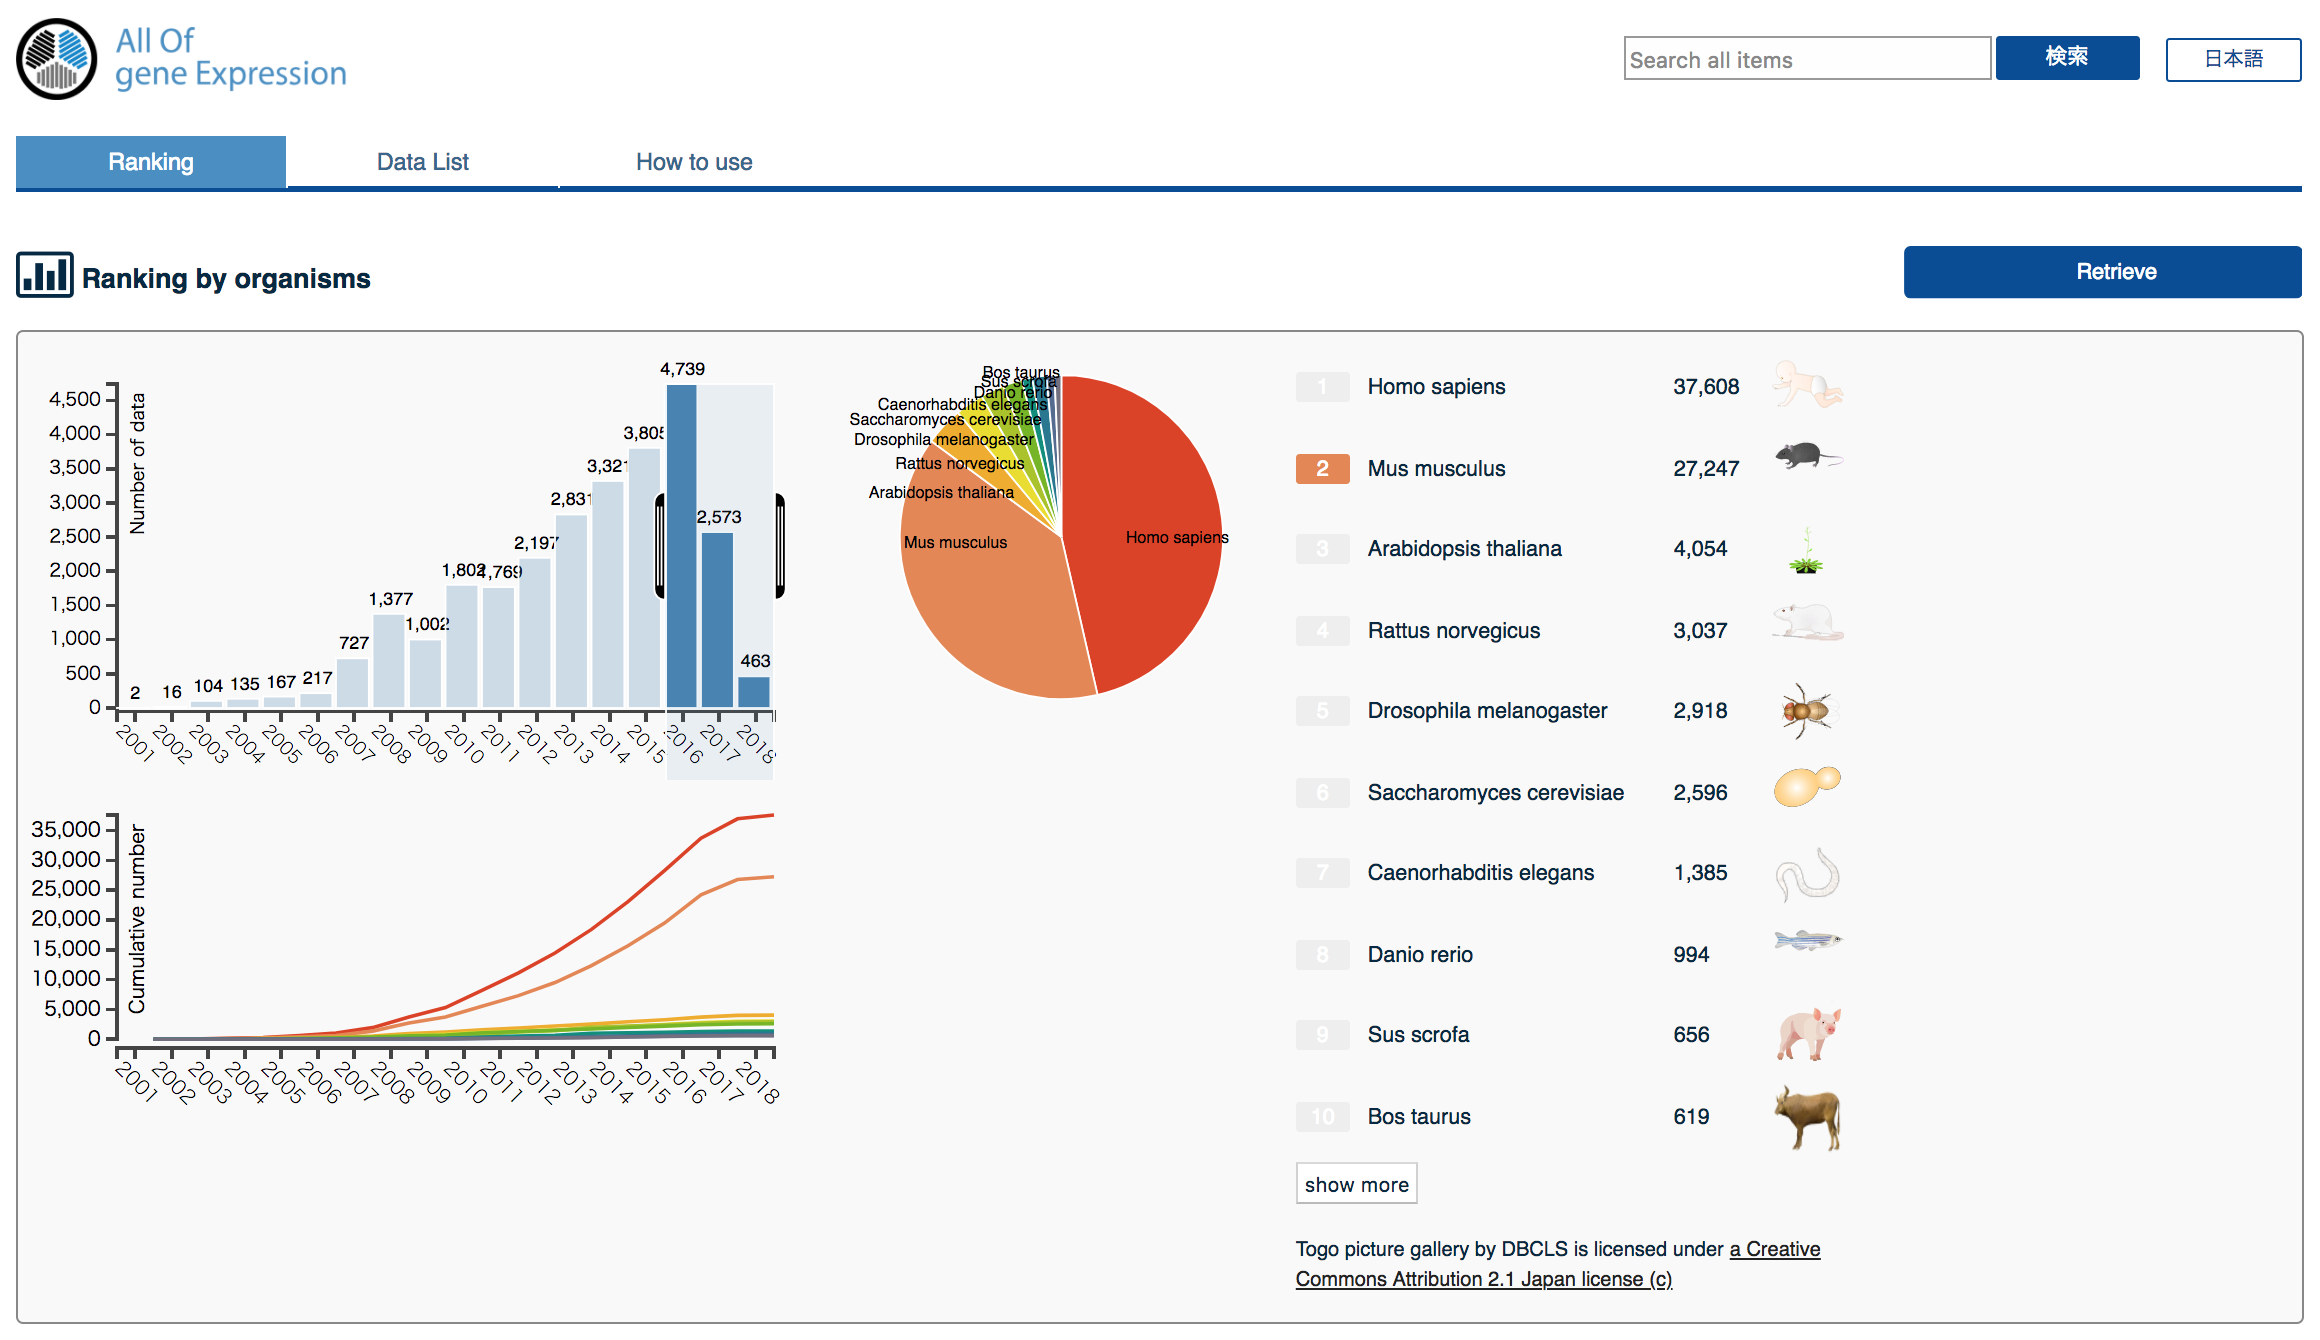 All Of
gene Expression
Search all items
検索
日本語
Ranking
Data List
How to use
Ranking by organisms
Retrieve
Number of data
4,500
4,000
3,500
3,000
2,500
2,000
1,500
1,000
500
0
2
16
104
135
167
217
727
1,377
1,002
1,802
1,769
2,197
2,831
3,321
3,805
4,739
2,573
463
2001
2002
2003
2004
2005
2006
2007
2008
2009
2010
2011
2012
2013
2014
2015
2016
2017
2018
Cumulative number
35,000
30,000
25,000
20,000
15,000
10,000
5,000
0
2001
2002
2003
2004
2005
2006
2007
2008
2009
2010
2011
2012
2013
2014
2015
2016
2017
2018
Bos taurus
Sus scrofa
Danio rerio
Caenorhabditis elegans
Saccharomyces cerevisiae
Drosophila melanogaster
Rattus norvegicus
Arabidopsis thaliana
Mus musculus
Homo sapiens
1 Homo sapiens 37,608
2 Mus musculus 27,247
3 Arabidopsis thaliana 4,054
4 Rattus norvegicus 3,037
5 Drosophila melanogaster 2,918
6 Saccharomyces cerevisiae 2,596
7 Caenorhabditis elegans 1,385
8 Danio rerio 994
9 Sus scrofa 656
10 Bos taurus 619
show more
Togo picture gallery by DBCLS is licensed under a Creative
Commons Attribution 2.1 Japan license (c)